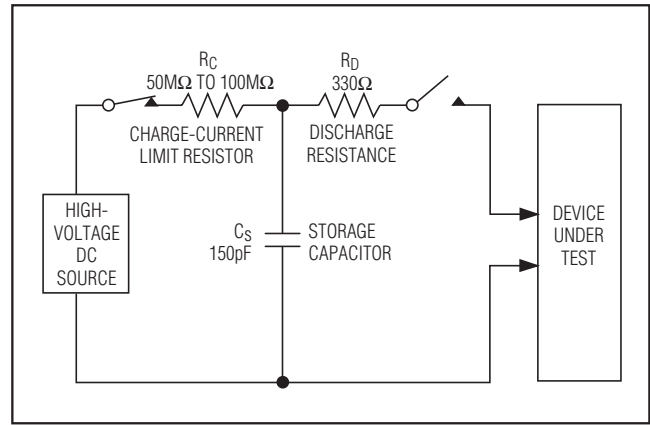 R_C
50MΩ TO 100MΩ
CHARGE-CURRENT
LIMIT RESISTOR
R_D
330Ω
DISCHARGE
RESISTANCE
HIGH-
VOLTAGE
DC
SOURCE
C_S
150pF
STORAGE
CAPACITOR
DEVICE
UNDER
TEST